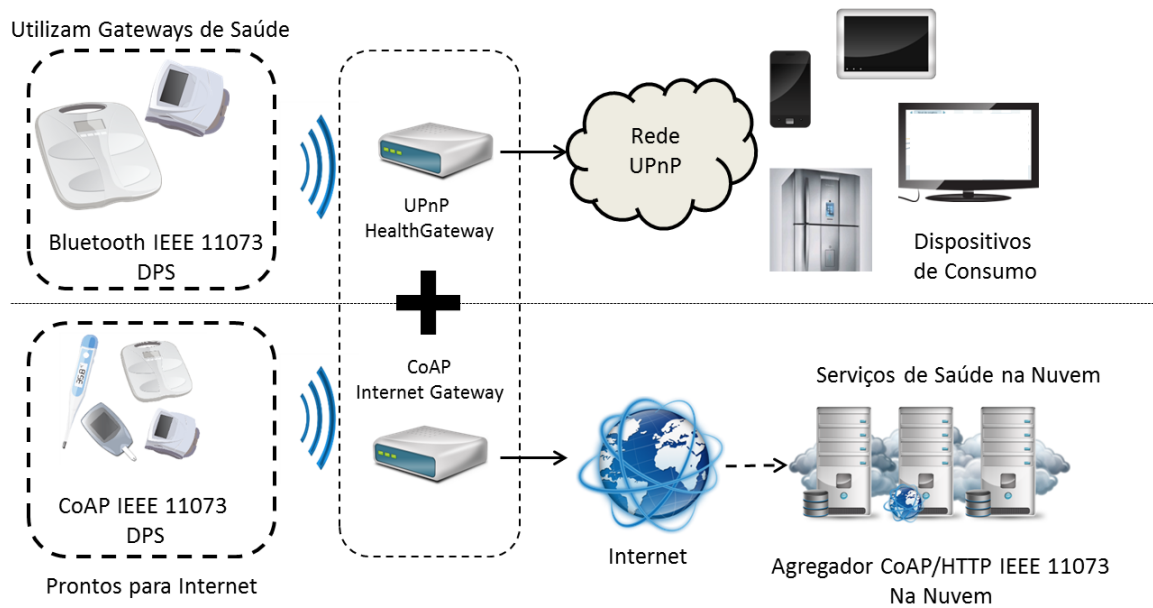 Utilizam Gateways de Saúde
Bluetooth IEEE 11073
DPS
UPnP
HealthGateway
Rede
UPnP
Dispositivos
de Consumo
CoAP IEEE 11073
DPS
Prontos para Internet
CoAP
Internet Gateway
Internet
Serviços de Saúde na Nuvem
Agregador CoAP/HTTP IEEE 11073
Na Nuvem